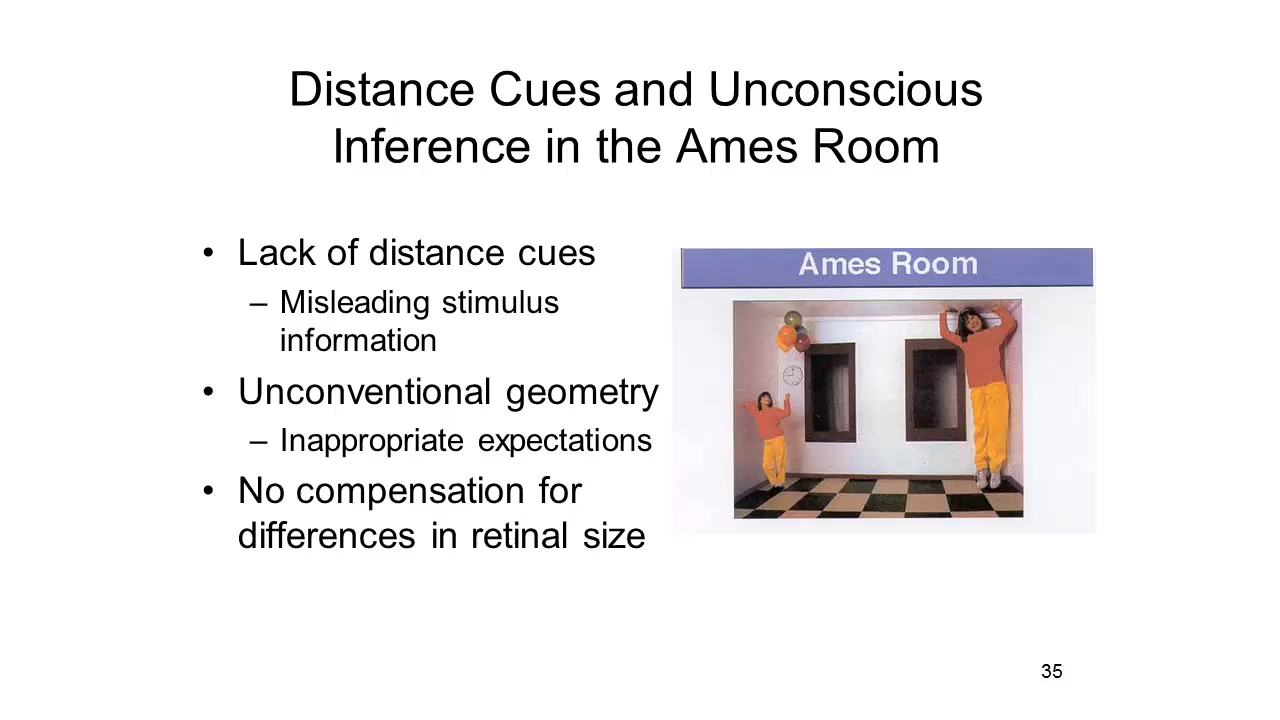 Distance Cues and Unconscious
Inference in the Ames Room
• Lack of distance cues
– Misleading stimulus
information
• Unconventional geometry
– Inappropriate expectations
• No compensation for
differences in retinal size
Ames Room
35